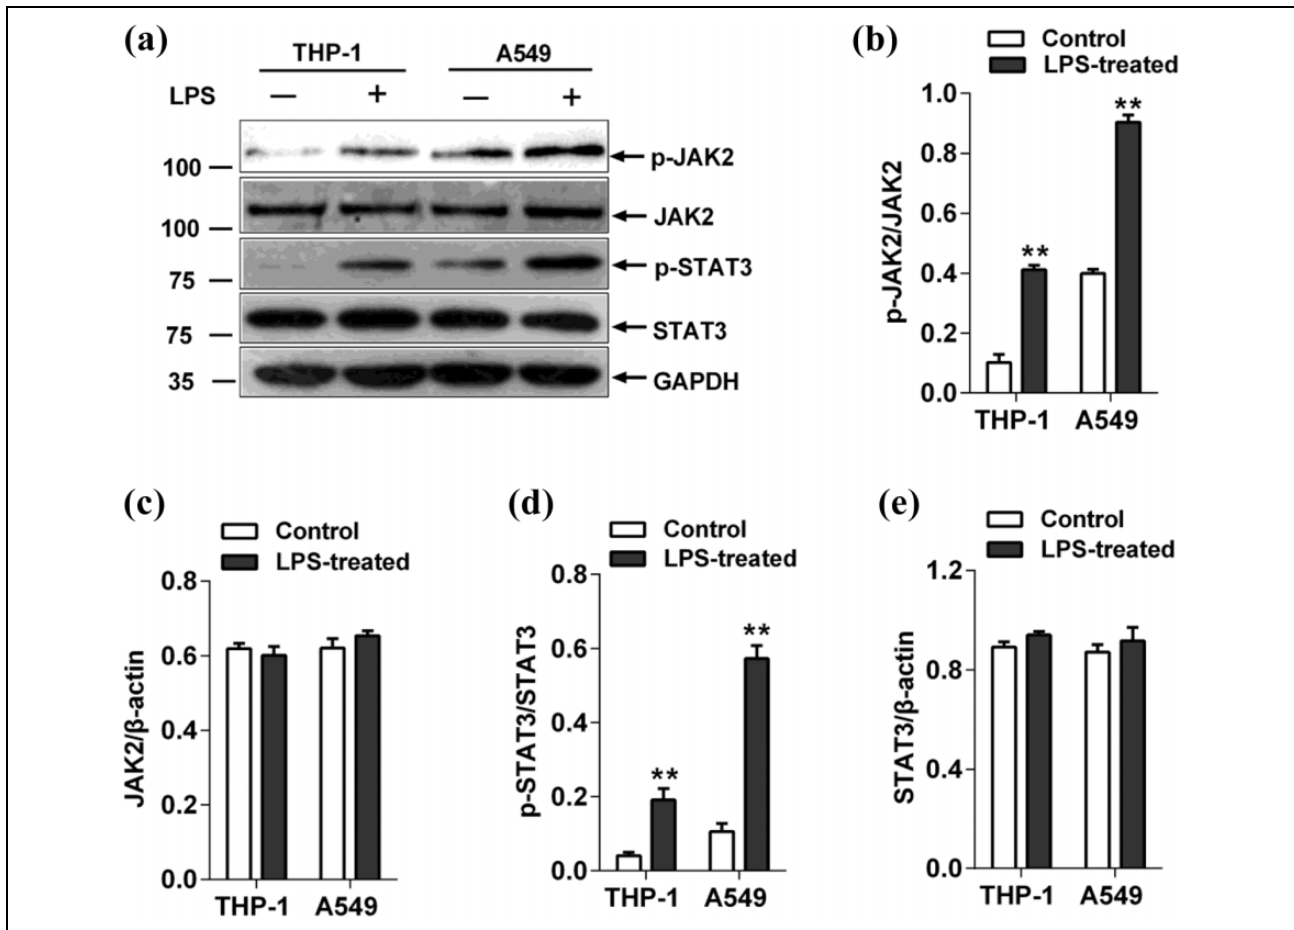 (a)
THP-1 A549
LPS — + — +
100
p-JAK2
100
JAK2
75
p-STAT3
75
STAT3
35
GAPDH
(b)
Control
LPS-treated
p-JAK2/JAK2
1.0
0.8
0.6
0.4
0.2
0.0
**
**
THP-1 A549
(c)
Control
LPS-treated
JAK2/β-actin
0.8
0.6
0.4
0.2
0.0
THP-1 A549
(d)
Control
LPS-treated
p-STAT3/STAT3
0.8
0.6
0.4
0.2
0.0
**
**
THP-1 A549
(e)
Control
LPS-treated
STAT3/β-actin
1.2
0.8
0.4
0.0
THP-1 A549